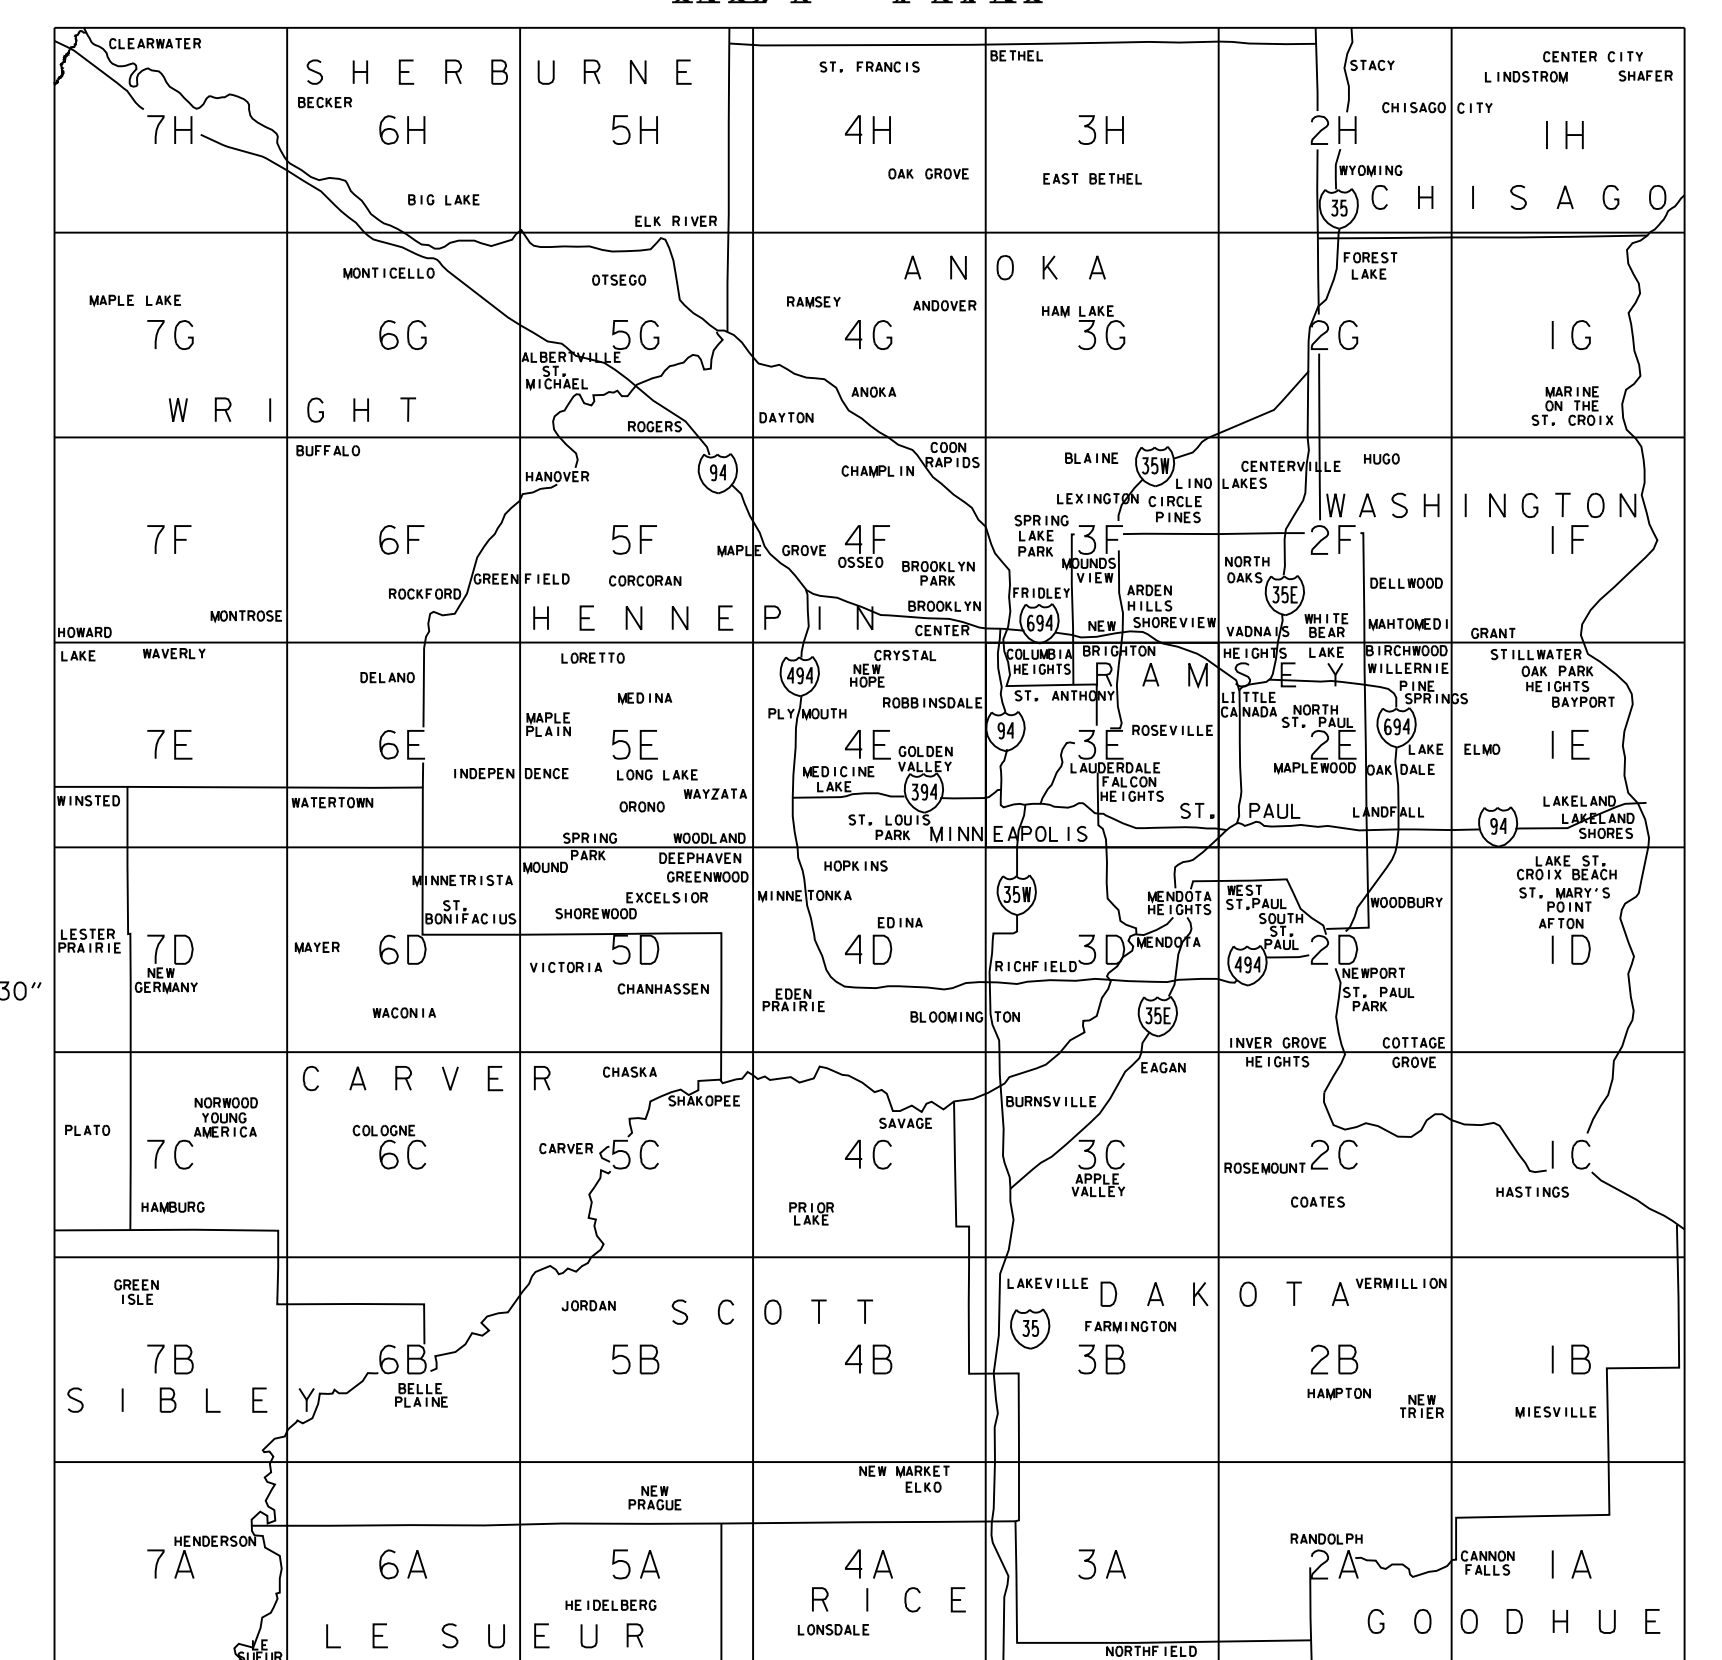 CLEARWATER
SHERBURNE
BECKER
ST. FRANCIS
BETHEL
STACY
CENTER CITY
LINDSTROM SHAFER
CHISAGO CITY
7H 6H 5H 4H 3H 2H 1H
WYOMING
OAK GROVE
EAST BETHEL
BIG LAKE
ELK RIVER
35
CHISAGO
MONTICELLO
OTSEGO
ANOKA
FOREST
LAKE
MAPLE LAKE
RAMSEY
ANDOVER
HAM LAKE
7G 6G 5G 4G 3G 2G 1G
ALBERTVILLE
ST.
MICHAEL
ANOKA
MARINE
ON THE
ST. CROIX
WRIGHT
DAYTON
ROGERS
BUFFALO
COON
RAPIDS
BLAINE
35W
CENTERVILLE
HUGO
HANOVER
94
CHAMPLIN
LINO LAKES
LEXINGTON
CIRCLE
PINES
WASHINGTON
SPRING
LAKE
PARK
7F 6F 5F 4F 3F 2F 1F
MAPLE GROVE
OSSEO
MOUNDS
VIEW
NORTH
OAKS
BROOKLYN
PARK
GREENFIELD
CORCORAN
DELLWOOD
ROCKFORD
FRIDLEY
ARDEN
HILLS
35E
BROOKLYN
CENTER
MONTROSE
HENNEPIN
694
NEW
BRIGHTON
SHOREVIEW
WHITE
BEAR
LAKE
MAHTOMEDI
VADNAIS
HEIGHTS
GRANT
HOWARD
LAKE
WAVERLY
LORETTO
CRYSTAL
COLUMBIA
HEIGHTS
BIRCHWOOD
WILLERNIE
STILLWATER
OAK PARK
HEIGHTS
BAYPORT
DELANO
494
NEW
HOPE
RAMSEY
PINE
SPRINGS
MEDINA
ROBBINSDALE
ST. ANTHONY
LITTLE
CANADA
PLYMOUTH
MAPLE
PLAIN
NORTH
ST. PAUL
694
94
ROSEVILLE
7E 6E 5E 4E 3E 2E 1E
GOLDEN
VALLEY
LAKE ELMO
INDEPENDENCE
LONG LAKE
MEDICINE
LAKE
LAUDERDALE
FALCON
HEIGHTS
MAPLEWOOD
OAKDALE
WINSTED
WATERTOWN
ORONO
WAYZATA
394
ST. PAUL
LANDFALL
LAKELAND
LAKELAND
SHORES
ST. LOUIS
PARK
MINNEAPOLIS
94
SPRING
PARK
WOODLAND
DEEPHAVEN
GREENWOOD
MOUND
HOPKINS
LAKE ST.
CROIX BEACH
ST. MARY'S
POINT
AFTON
MINNETRISTA
EXCELSIOR
MINNETONKA
35W
MENDOTA
HEIGHTS
WEST
ST. PAUL
WOODBURY
ST.
BONIFACIUS
SHOREWOOD
EDINA
SOUTH
ST.
PAUL
LESTER
PRAIRIE
MAYER
MENDOTA
7D 6D 5D 4D 3D 2D 1D
NEW
GERMANY
VICTORIA
RICHFIELD
494
NEWPORT
CHANHASSEN
EDEN
PRAIRIE
ST. PAUL
PARK
30"
WACONIA
BLOOMINGTON
35E
INVER GROVE
HEIGHTS
COTTAGE
GROVE
CARVER
CHASKA
EAGAN
NORWOOD
YOUNG
AMERICA
SHAKOPEE
BURNSVILLE
PLATO
COLOGNE
SAVAGE
CARVER
7C 6C 5C 4C 3C 2C 1C
ROSEMOUNT
APPLE
VALLEY
HASTINGS
HAMBURG
PRIOR
LAKE
COATES
GREEN
ISLE
LAKEVILLE
DAKOTA
VERMILLION
JORDAN
SCOTT
35
FARMINGTON
7B 6B 5B 4B 3B 2B 1B
SIBLEY
BELLE
PLAINE
HAMPTON
NEW
TRIER
MIESVILLE
NEW MARKET
ELKO
NEW
PRAGUE
HENDERSON
RANDOLPH
CANNON
FALLS
7A 6A 5A 4A 3A 2A 1A
HEIDELBERG
RICE
LE SUEUR
LONSDALE
GOODHUE
LE
SUEUR
NORTHFIELD